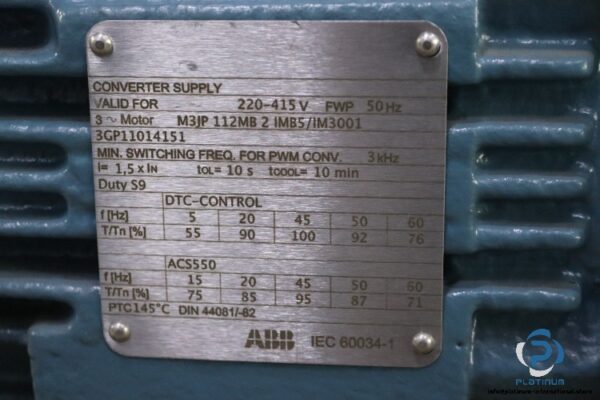 CONVERTER SUPPLY
VALID FOR 220-415 V FWP 50 Hz
3 ~ Motor M3JP 112MB 2 IMB5/IM3001
3GP11014151
MIN. SWITCHING FREQ. FOR PWM CONV. 3 kHz
I= 1,5 x IN tOL= 10 s tCOOL= 10 min
Duty S9
DTC-CONTROL
f [Hz] 5 20 45 50 60
T/Tn [%] 55 90 100 92 76
ACS550
f [Hz] 15 20 45 50 60
T/Tn [%] 75 85 95 87 71
PTC145°C DIN 44081/-82
ABB IEC 60034-1
PLATINUM